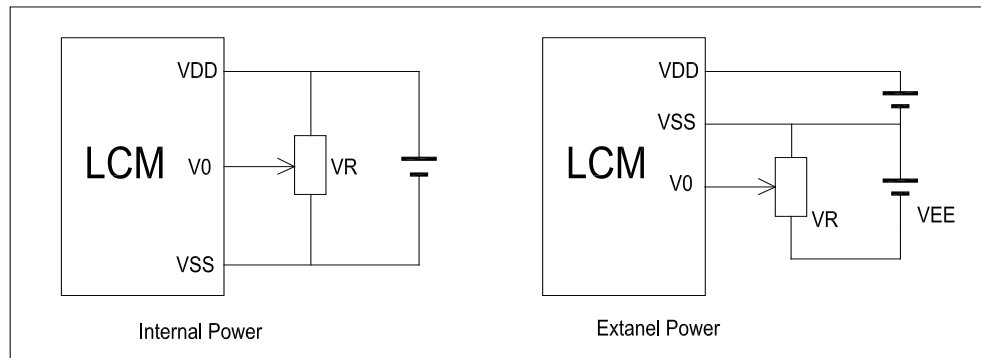 VDD
LCM
V0
VR
VSS
Internal Power
VDD
VSS
LCM
V0
VR
VEE
Extanel Power